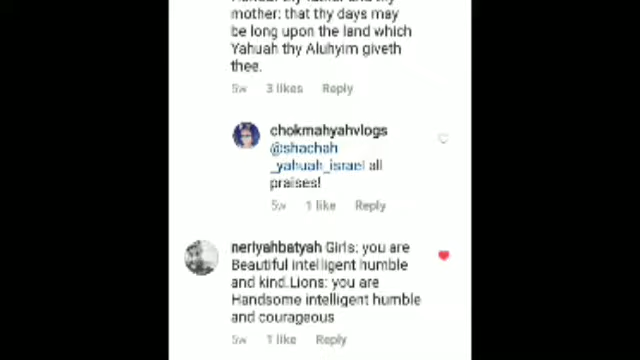 mother: that thy days may
be long upon the land which
Yahuah thy Aluhyim giveth
thee.
5w 3 likes Reply
chokmahyahvlogs
@shachah
_yahuah_israel all
praises!
5w 1 like Reply
neriyahbatyah Girls: you are
Beautiful intelligent humble
and kind.Lions: you are
Handsome intelligent humble
and courageous
5w 1 like Reply